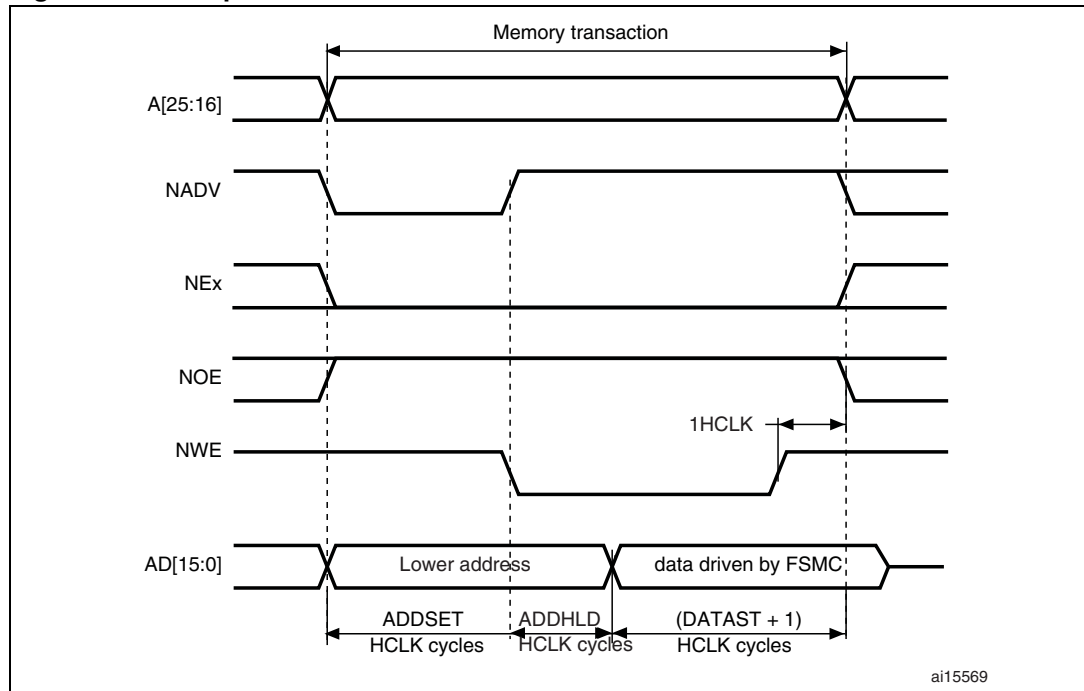 Memory transaction
A[25:16]
NADV
NEx
NOE
1HCLK
NWE
AD[15:0]
Lower address
data driven by FSMC
ADDSET
HCLK cycles
ADDHLD
HCLK cycles
(DATAST + 1)
HCLK cycles
ai15569